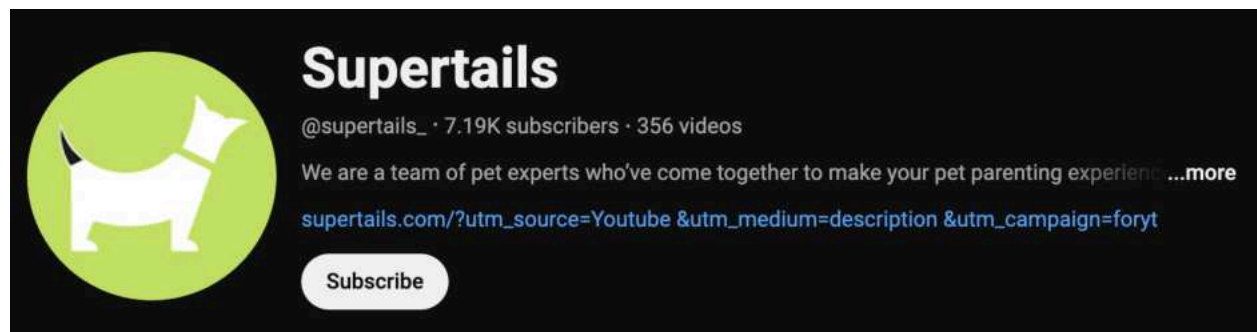 Supertails
@supertails_ · 7.19K subscribers · 356 videos
We are a team of pet experts who've come together to make your pet parenting experienc ...more
supertails.com/?utm_source=Youtube &utm_medium=description &utm_campaign=foryt
Subscribe